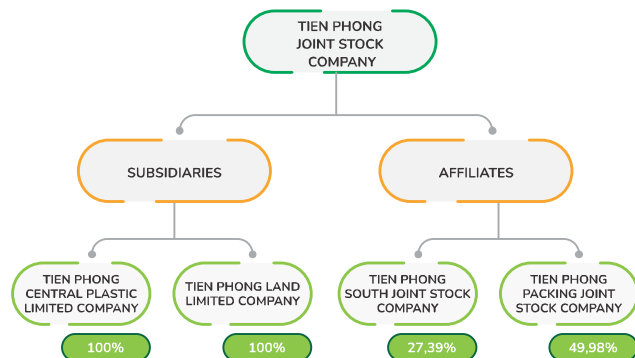 TIEN PHONG
JOINT STOCK
COMPANY
SUBSIDIARIES
AFFILIATES
TIEN PHONG
CENTRAL PLASTIC
LIMITED COMPANY
TIEN PHONG LAND
LIMITED COMPANY
TIEN PHONG
SOUTH JOINT STOCK
COMPANY
TIEN PHONG
PACKING JOINT
STOCK COMPANY
100%
100%
27,39%
49,98%